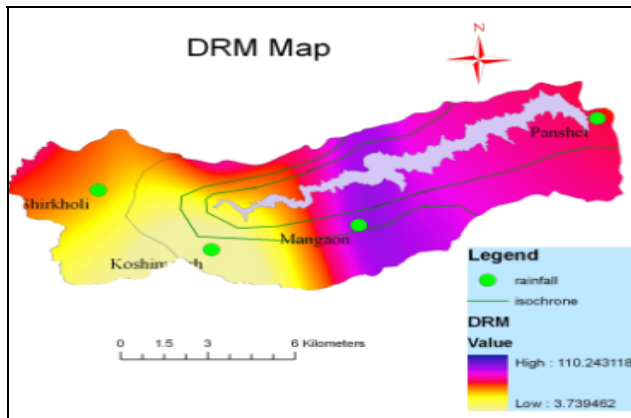 DRM Map
Panshet
Shirkholi
Mangaon
Legend
rainfall
isochrone
DRM
Value
High : 110.243118
Low : 3.739462
0 1.5 3 6 Kilometers